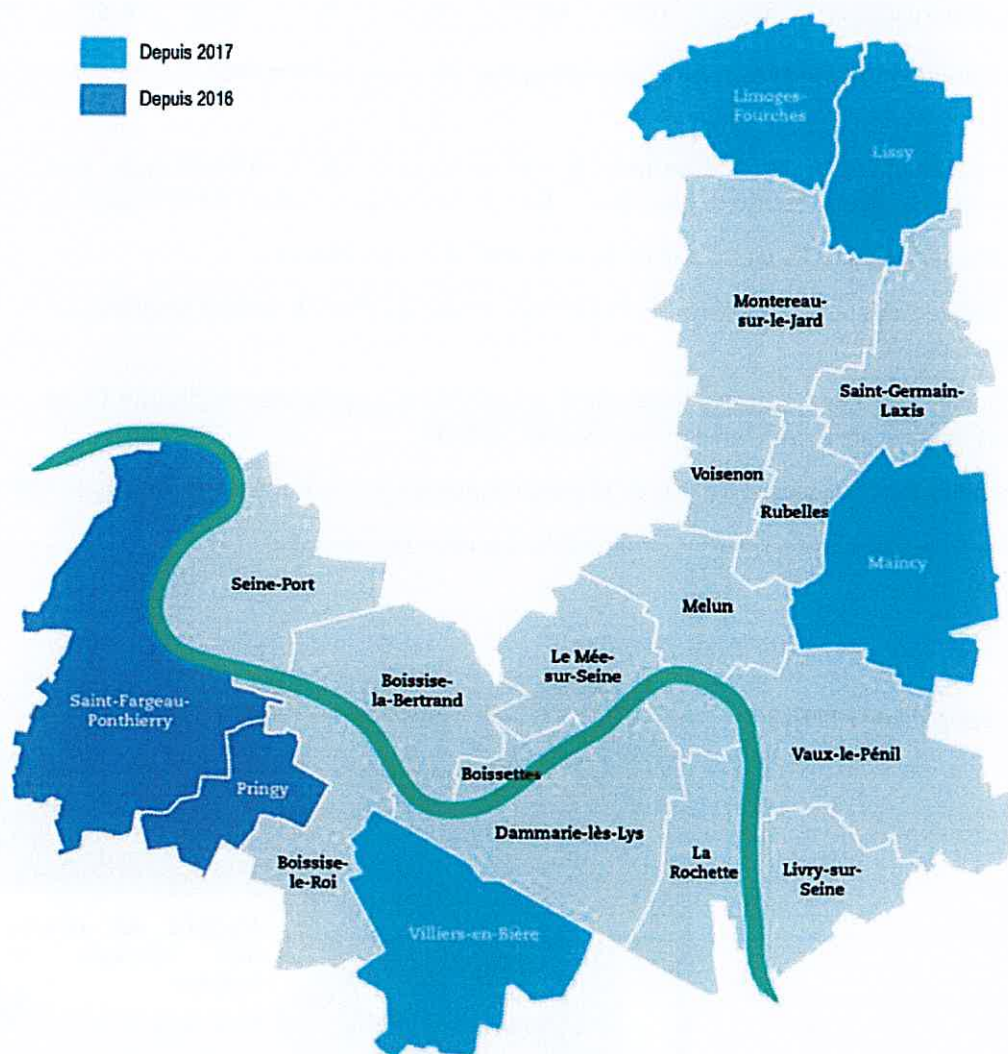 Depuis 2017
Depuis 2016
Limoges-
Fourches
Lissy
Montereau-
sur-le-Jard
Saint-Germain-
Laxis
Voisenon
Rubelles
Maincy
Seine-Port
Melun
Le Mée-
sur-Seine
Boissise-
la-Bertrand
Saint-Fargeau-
Ponthierry
Vaux-le-Pénil
Boissettes
Pringy
Dammarie-lès-Lys
La
Rochette
Boissise-
le-Roi
Livry-sur-
Seine
Villiers-en-Bière